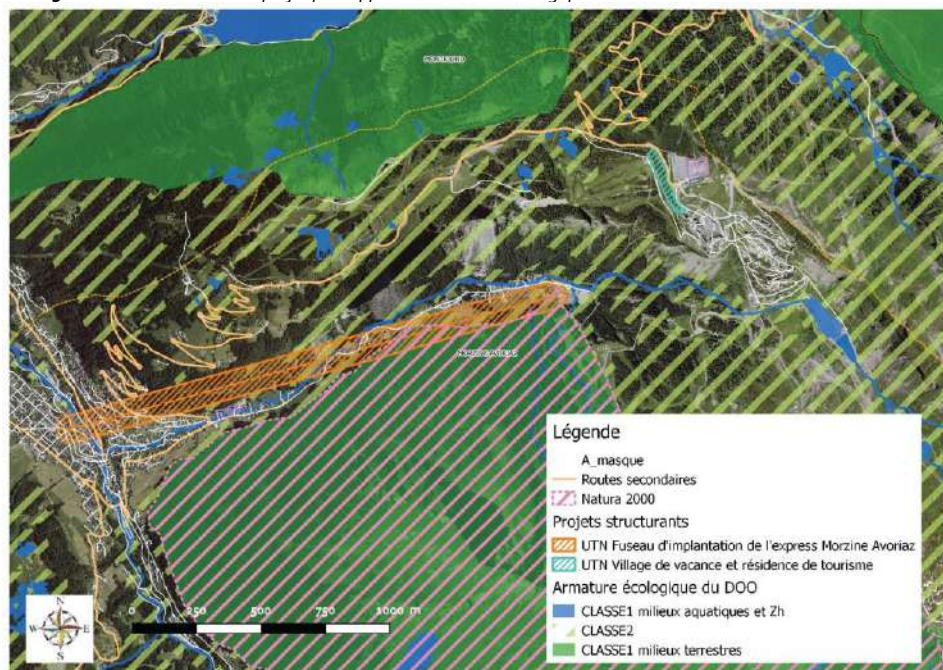 MORZINE-AVORIAZ
Légende
A_masque
Routes secondaires
Natura 2000
Projets structurants
UTN Fuseau d'implantation de l'express Morzine Avoriaz
UTN Village de vacance et résidence de tourisme
Armature écologique du DOO
CLASSE1 milieux aquatiques et Zh
CLASSE2
CLASSE1 milieux terrestres
0 250 500 750 1000 m
N
W E
S